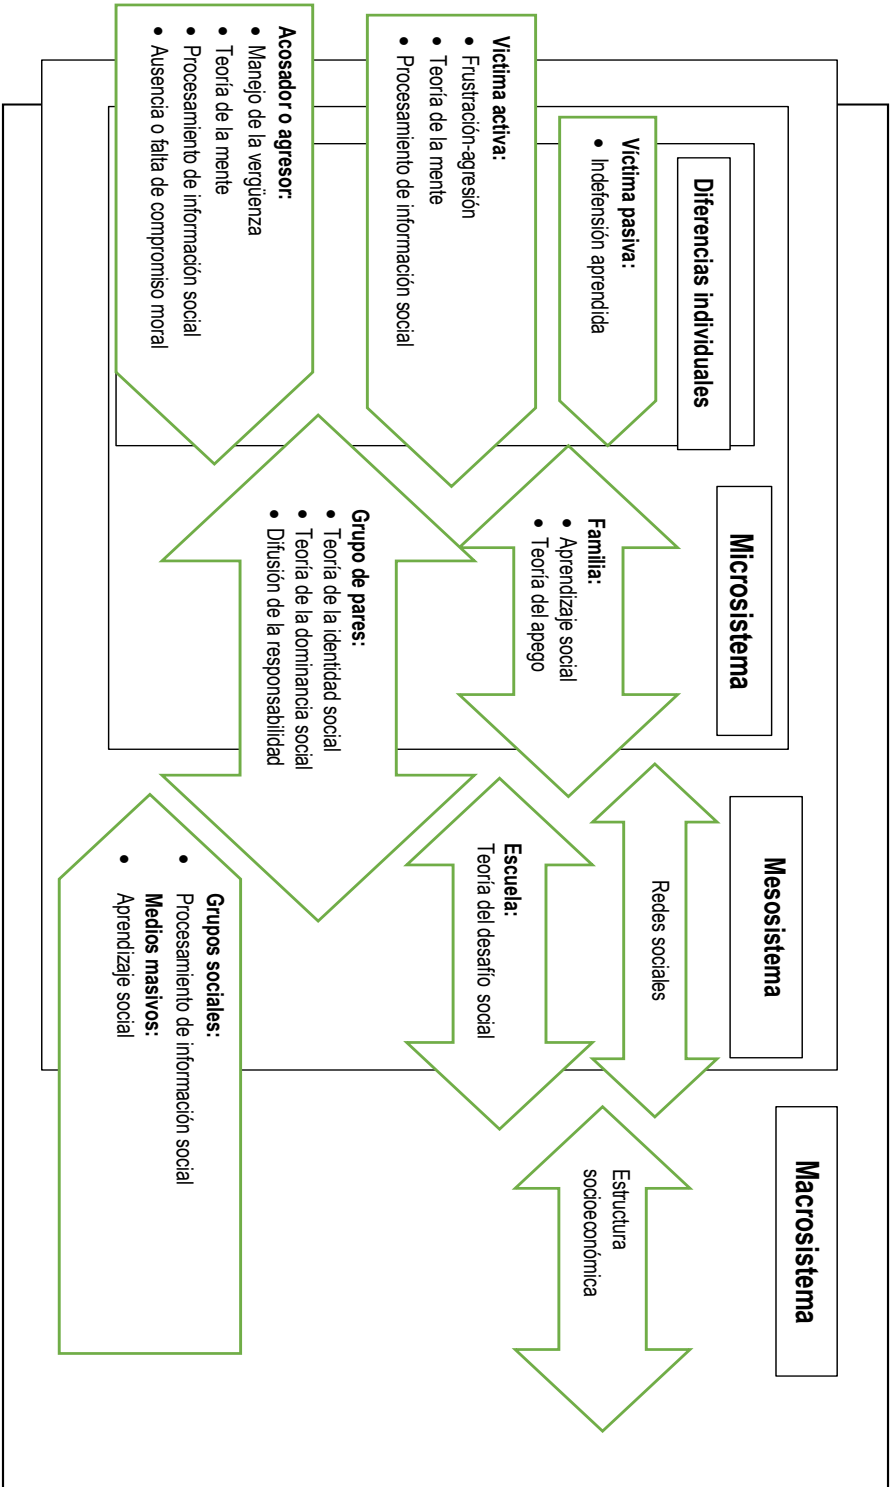 Diferencias individuales
Víctima pasiva:
• Indefensión aprendida
Victima activa:
• Frustración-agresión
• Teoría de la mente
• Procesamiento de información social
Acosador o agresor:
• Manejo de la vergüenza
• Teoría de la mente
• Procesamiento de información social
• Ausencia o falta de compromiso moral
Microsistema
Familia:
• Aprendizaje social
• Teoría del apego
Grupo de pares:
• Teoría de la identidad social
• Teoría de la dominancia social
• Difusión de la responsabilidad
Mesosistema
Redes sociales
Escuela:
Teoría del desafío social
Grupos sociales:
• Procesamiento de información social
Medios masivos:
• Aprendizaje social
Macrosistema
Estructura
socioeconómica